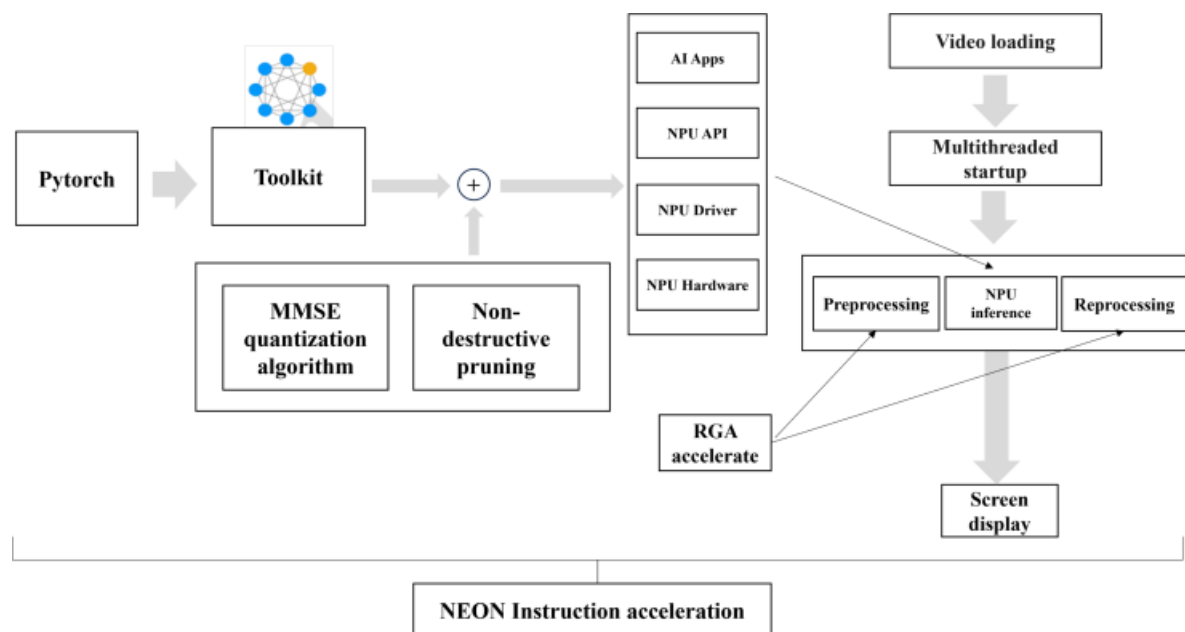 Pytorch
Toolkit
+
MMSE
quantization
algorithm
Non-
destructive
pruning
AI Apps
NPU API
NPU Driver
NPU Hardware
Video loading
Multithreaded
startup
Preprocessing
NPU
inference
Reprocessing
RGA
accelerate
Screen
display
NEON Instruction acceleration